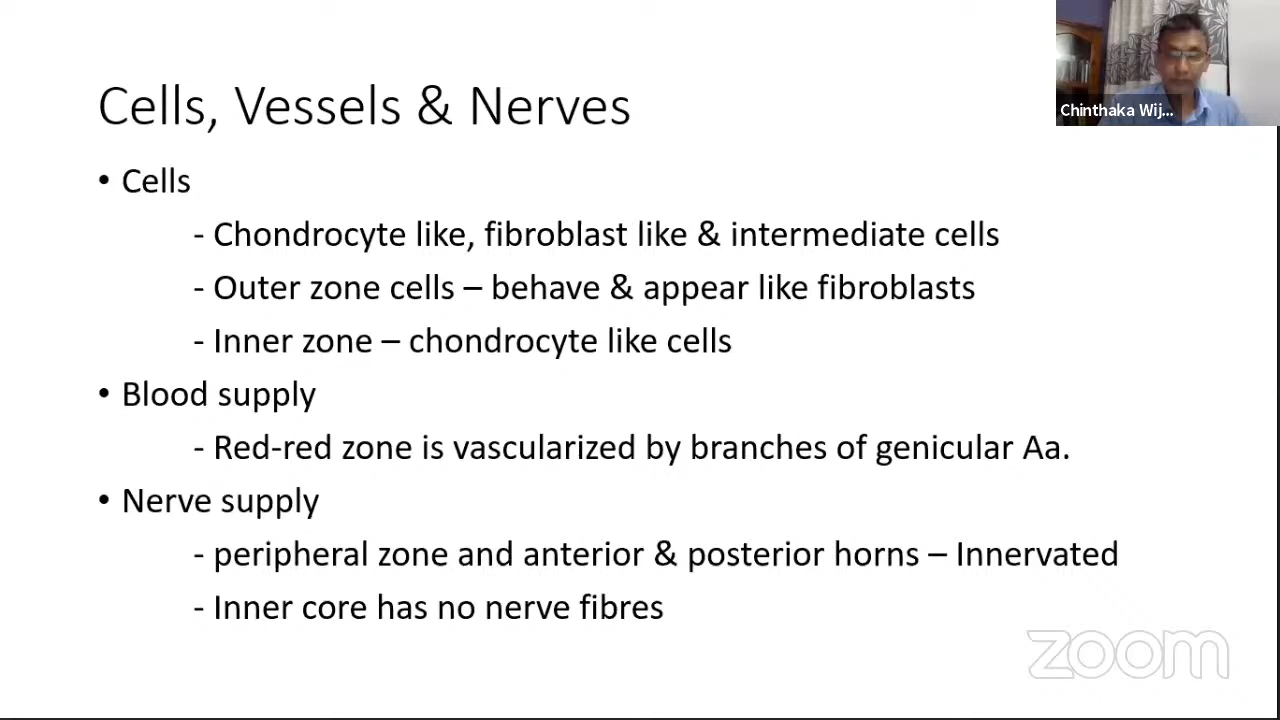 Chinthaka Wij...
Cells, Vessels & Nerves
• Cells
- Chondrocyte like, fibroblast like & intermediate cells
- Outer zone cells – behave & appear like fibroblasts
- Inner zone – chondrocyte like cells
• Blood supply
- Red-red zone is vascularized by branches of genicular Aa.
• Nerve supply
- peripheral zone and anterior & posterior horns – Innervated
- Inner core has no nerve fibres
zoom